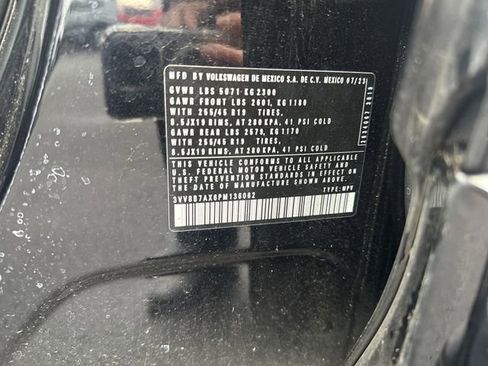 MFD BY VOLKSWAGEN DE MEXICO S.A. DE C.V. MEXICO 07/23
GVWR LBS 5071-KG 2300
GAWR FRONT LBS 2601, KG 1180
WITH 255/45 R19 TIRES,
8.5JX19 RIMS, AT 280 KPA, 41 PSI COLD
GAWR REAR LBS 2579, KG 1170
WITH 255/45 R19 TIRES,
8.5JX19 RIMS, AT 280 KPA, 41 PSI COLD
THIS VEHICLE CONFORMS TO ALL APPLICABLE
U.S. FEDERAL MOTOR VEHICLE SAFETY AND
THEFT PREVENTION STANDARDS IN EFFECT ON THE
DATE OF MANUFACTURE SHOWN ABOVE.
3VV8B7AX6PM136062
TYPE: MPV